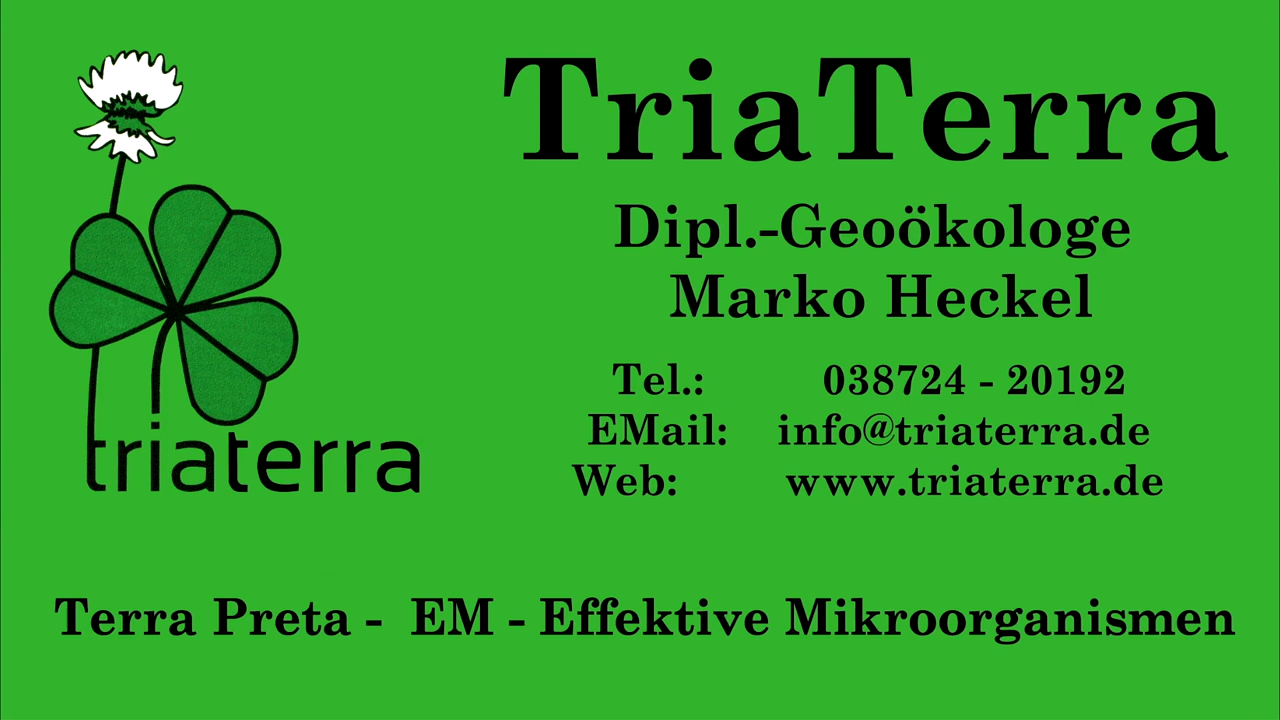 TriaTerra
Dipl.-Geoökologe
Marko Heckel
Tel.: 038724 - 20192
EMail: info@triaterra.de
Web: www.triaterra.de
triaterra
Terra Preta - EM - Effektive Mikroorganismen